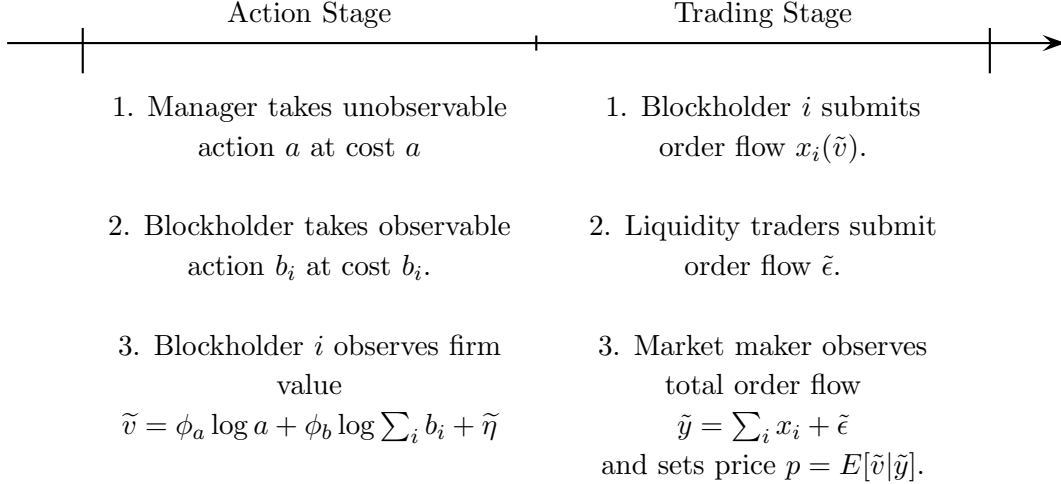 Action Stage
Trading Stage
1. Manager takes unobservable
action a at cost a
2. Blockholder takes observable
action b_i at cost b_i.
3. Blockholder i observes firm
value
ṽ = ϕ_a log a + ϕ_b log ∑_i b_i + η̃
1. Blockholder i submits
order flow x_i(ṽ).
2. Liquidity traders submit
order flow ϵ̃.
3. Market maker observes
total order flow
ỹ = ∑_i x_i + ϵ̃
and sets price p = E[ṽ|ỹ].